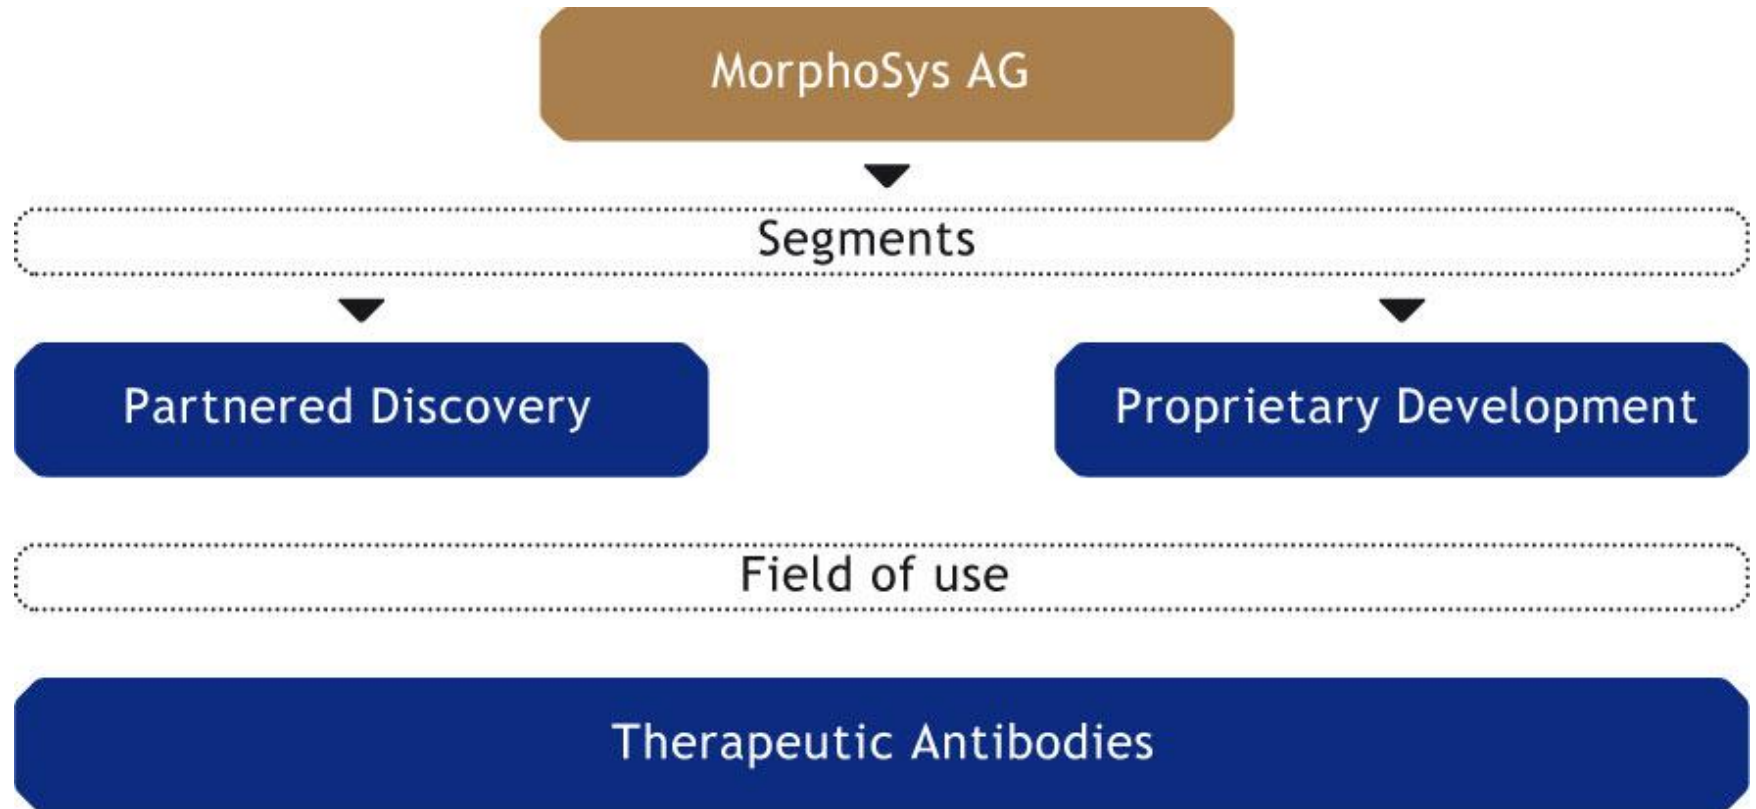 MorphoSys AG
Segments
Partnered Discovery
Proprietary Development
Field of use
Therapeutic Antibodies